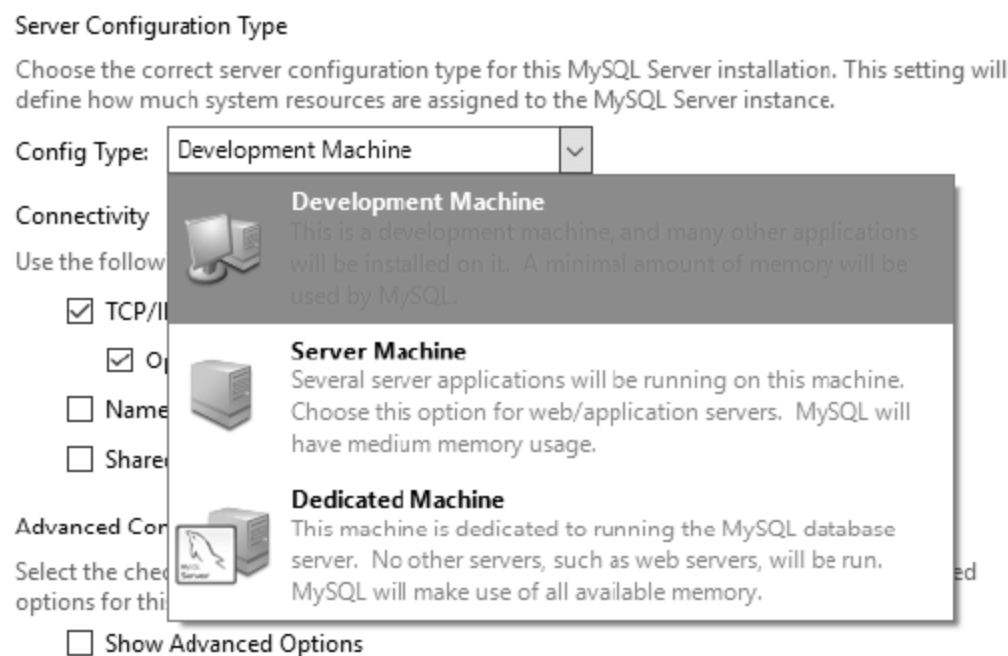 Server Configuration Type
Choose the correct server configuration type for this MySQL Server installation. This setting will
define how much system resources are assigned to the MySQL Server instance.
Config Type: Development Machine
Development Machine
This is a development machine, and many other applications
will be installed on it. A minimal amount of memory will be
used by MySQL.
Connectivity
Use the follow
TCP/I
Server Machine
Several server applications will be running on this machine.
Choose this option for web/application servers. MySQL will
have medium memory usage.
O
Name
Share
Dedicated Machine
This machine is dedicated to running the MySQL database
server. No other servers, such as web servers, will be run.
MySQL will make use of all available memory.
MySQL
Server
Advanced Con
Select the chec
ed
options for thi
Show Advanced Options